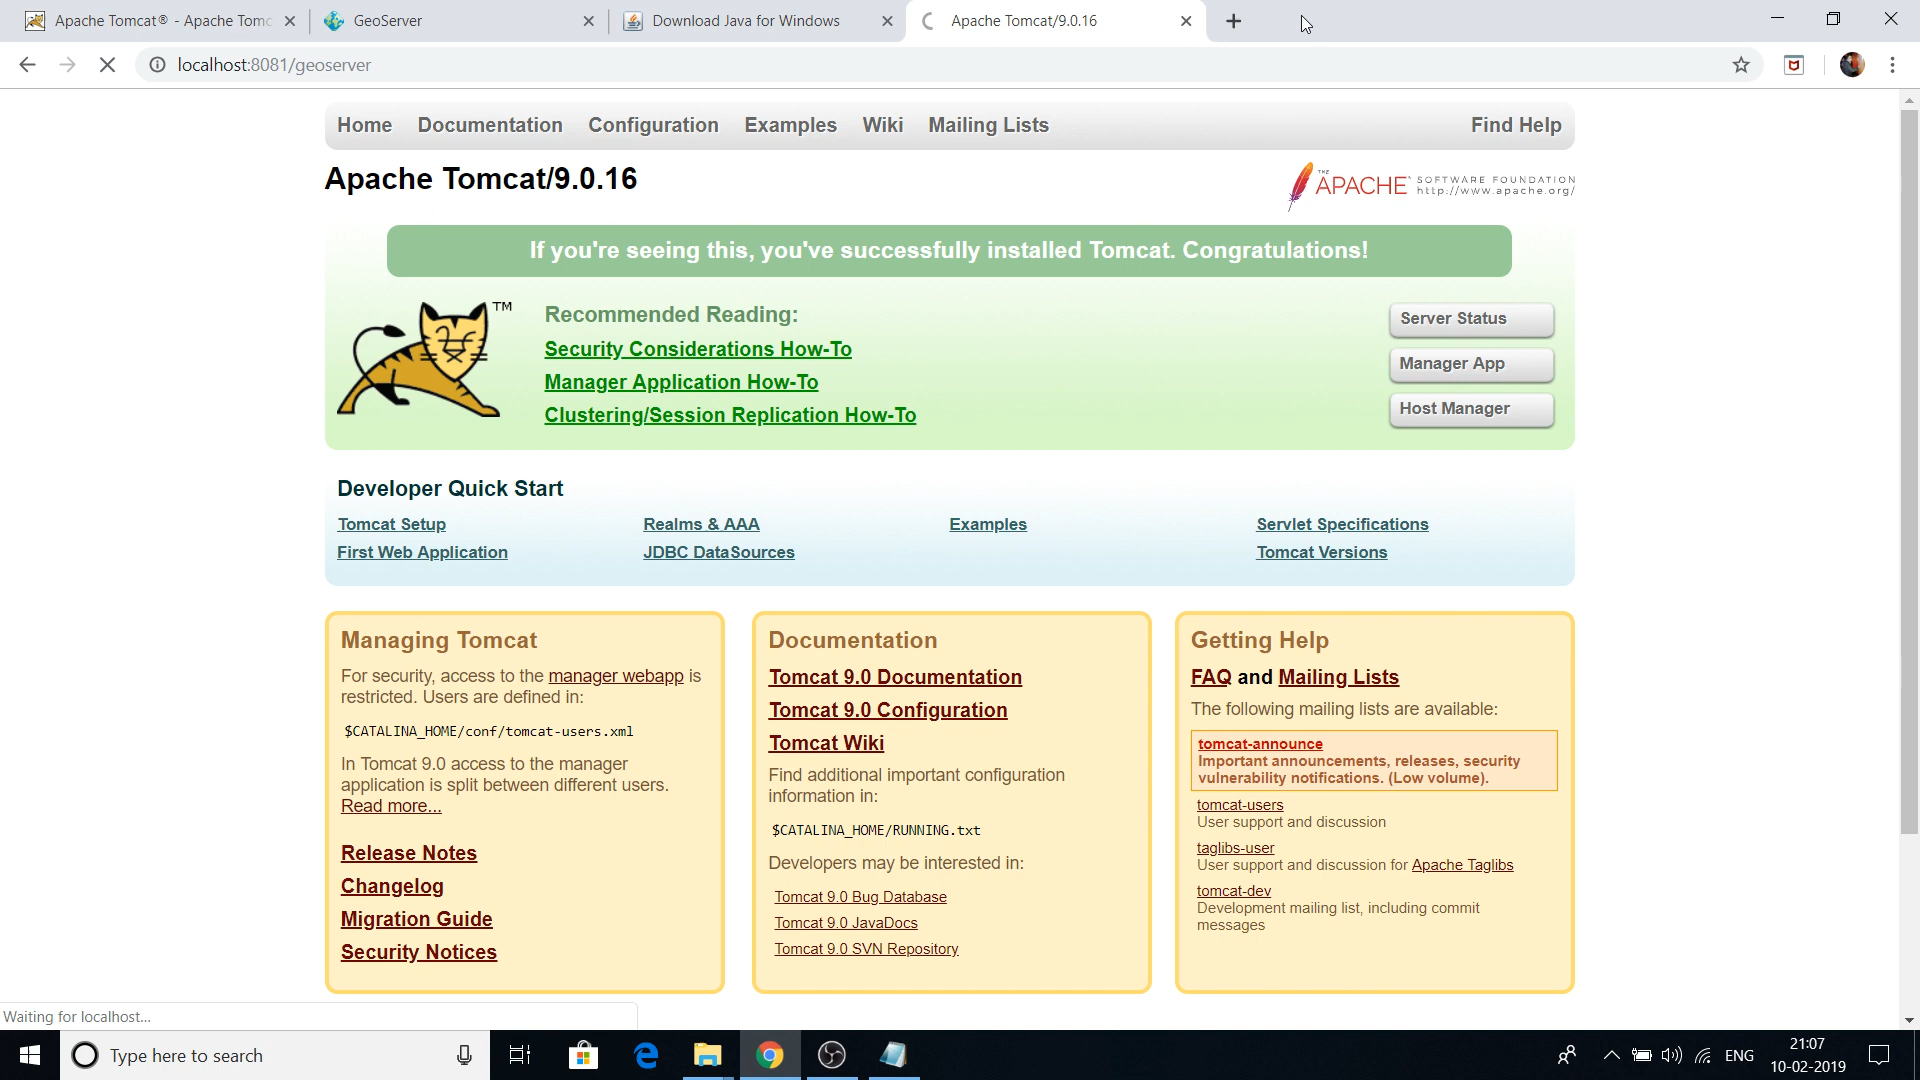 Apache Tomcat® - Apache Tomc
GeoServer
Download Java for Windows
Apache Tomcat/9.0.16
localhost:8081/geoserver
Home Documentation Configuration Examples Wiki Mailing Lists Find Help
Apache Tomcat/9.0.16
THE
APACHE SOFTWARE FOUNDATION
http://www.apache.org/
If you're seeing this, you've successfully installed Tomcat. Congratulations!
TM
Recommended Reading:
Security Considerations How-To
Manager Application How-To
Clustering/Session Replication How-To
Server Status
Manager App
Host Manager
Developer Quick Start
Tomcat Setup
First Web Application
Realms & AAA
JDBC DataSources
Examples
Servlet Specifications
Tomcat Versions
Managing Tomcat
For security, access to the manager webapp is
restricted. Users are defined in:
$CATALINA_HOME/conf/tomcat-users.xml
In Tomcat 9.0 access to the manager
application is split between different users.
Read more...
Release Notes
Changelog
Migration Guide
Security Notices
Documentation
Tomcat 9.0 Documentation
Tomcat 9.0 Configuration
Tomcat Wiki
Find additional important configuration
information in:
$CATALINA_HOME/RUNNING.txt
Developers may be interested in:
Tomcat 9.0 Bug Database
Tomcat 9.0 JavaDocs
Tomcat 9.0 SVN Repository
Getting Help
FAQ and Mailing Lists
The following mailing lists are available:
tomcat-announce
Important announcements, releases, security
vulnerability notifications. (Low volume).
tomcat-users
User support and discussion
taglibs-user
User support and discussion for Apache Taglibs
tomcat-dev
Development mailing list, including commit
messages
Waiting for localhost...
Type here to search
ENG
21:07
10-02-2019